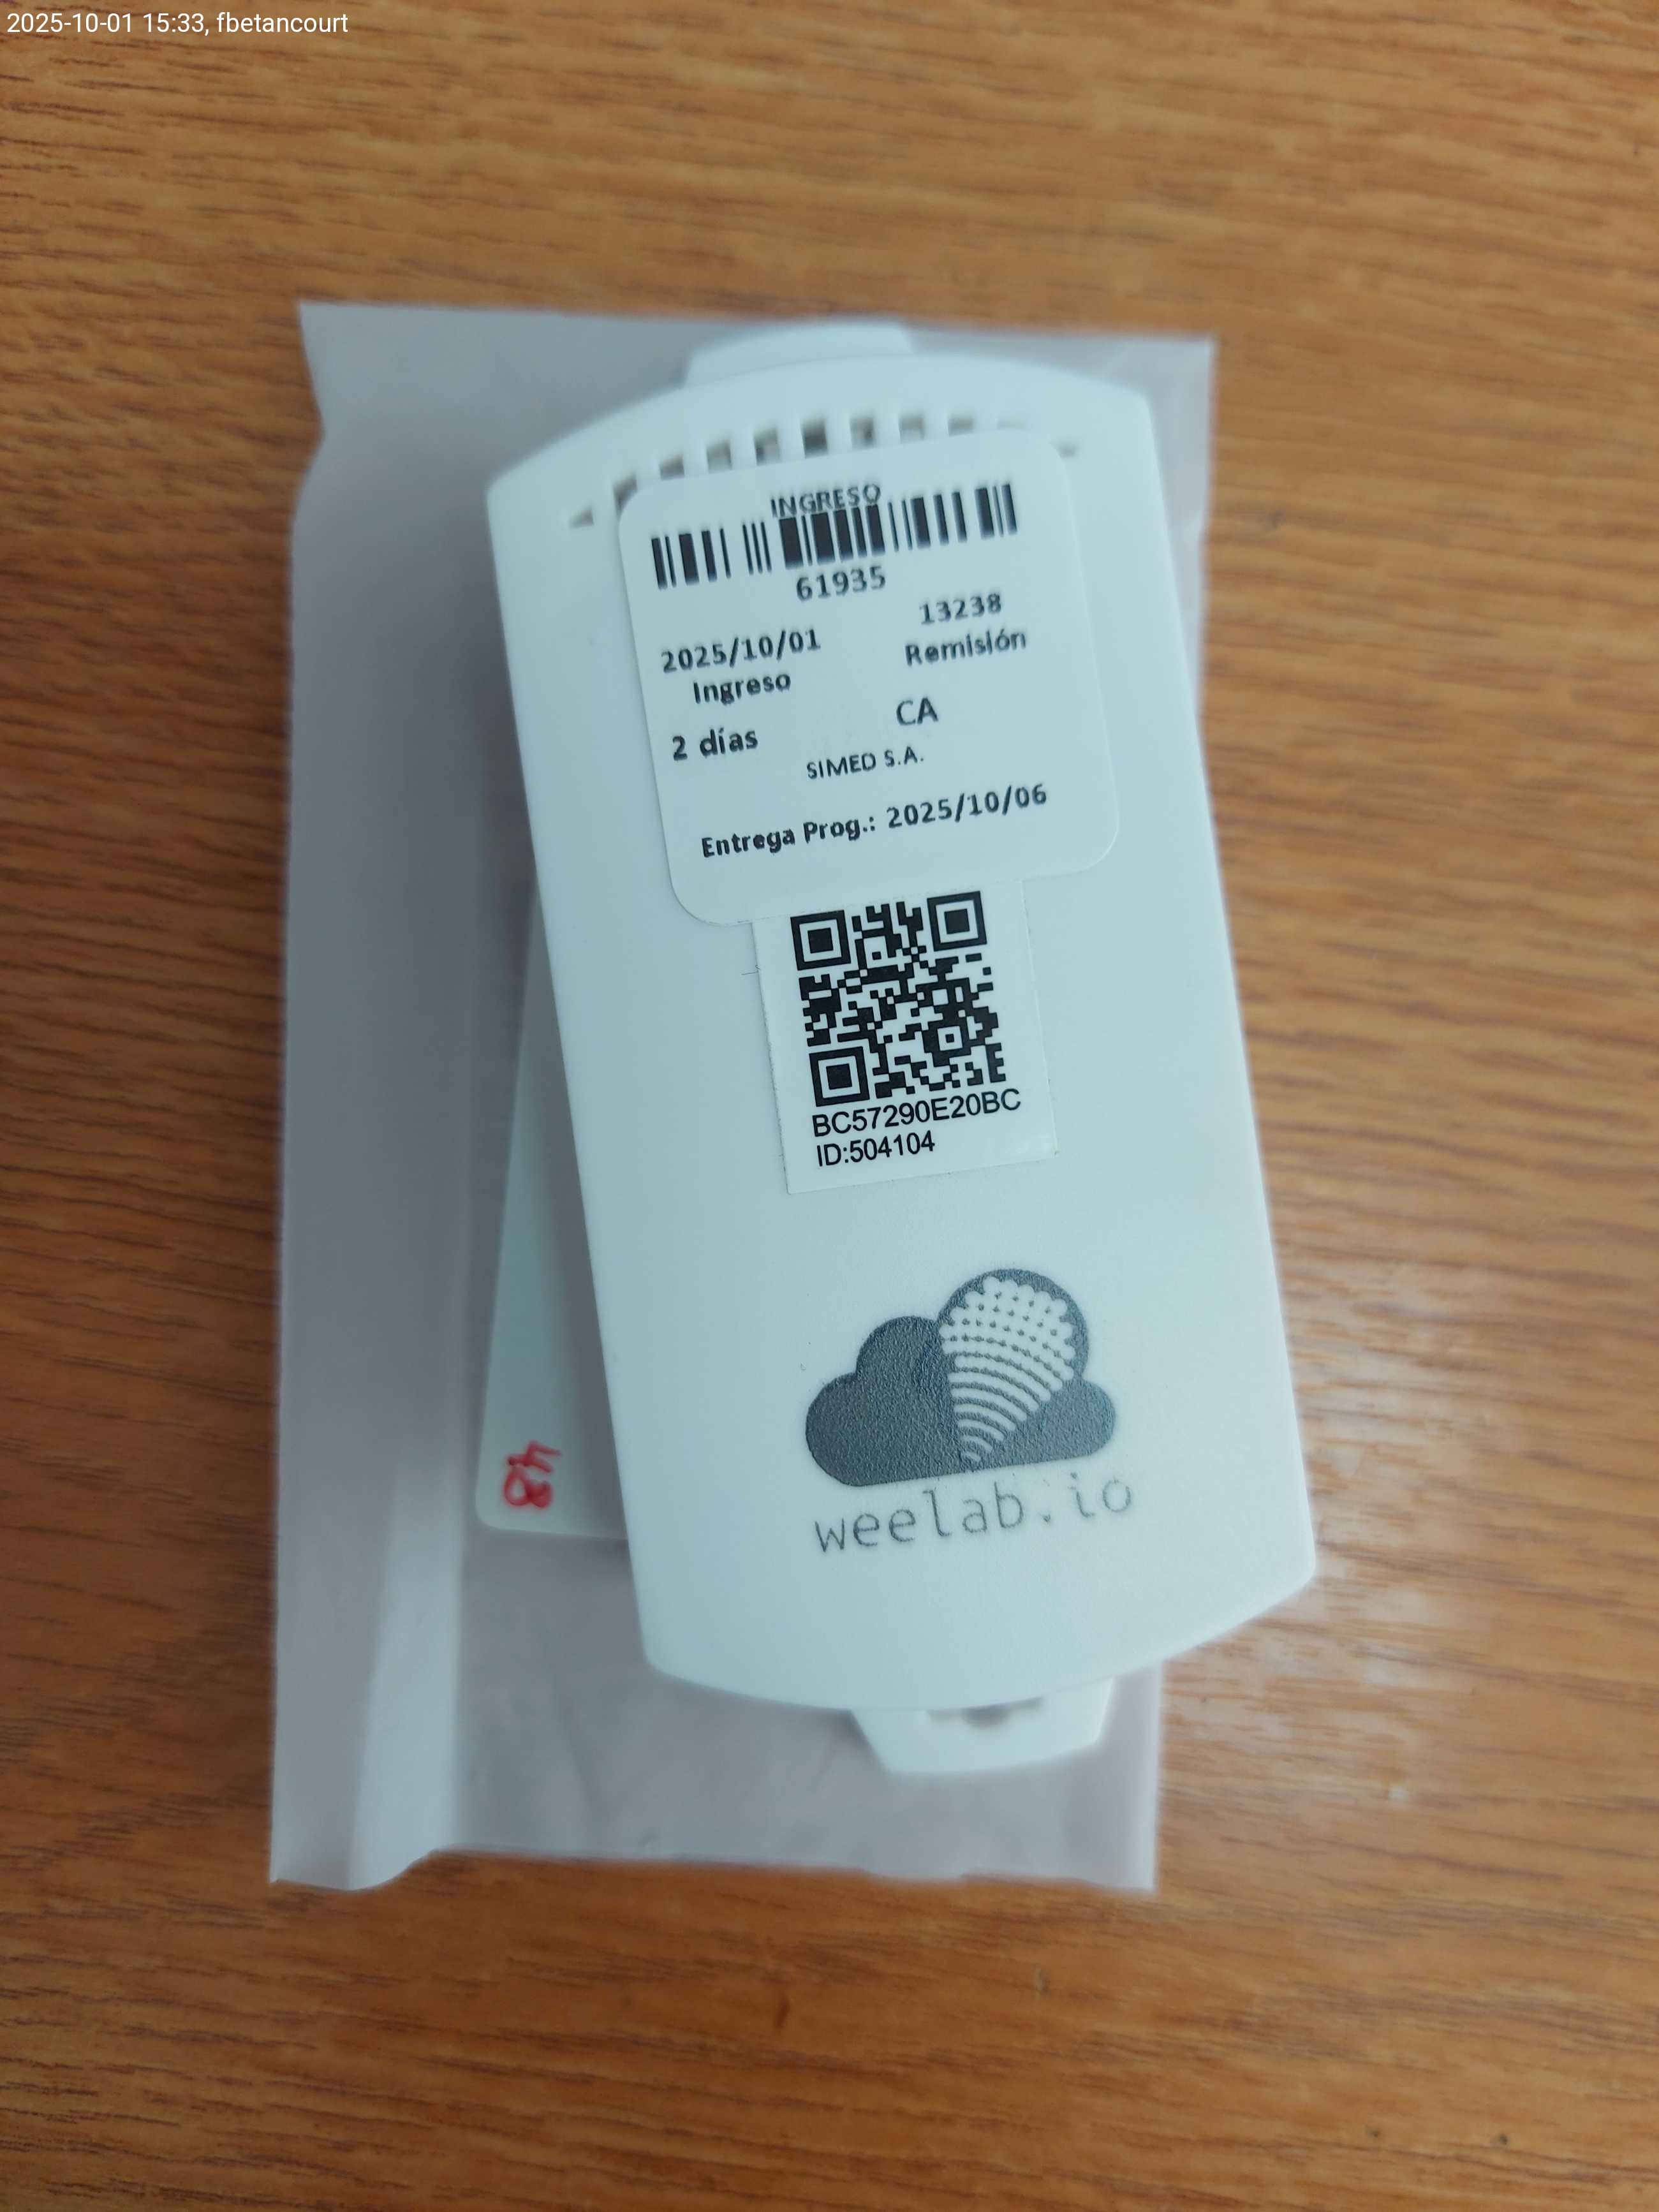 2025-10-01 15:33, fbetancourt
INGRESO
61935
13238
2025/10/01
Remisión
Ingreso
CA
2 días
SIMED S.A.
Entrega Prog.: 2025/10/06
BC57290E20BC
ID:504104
weelab.io
48